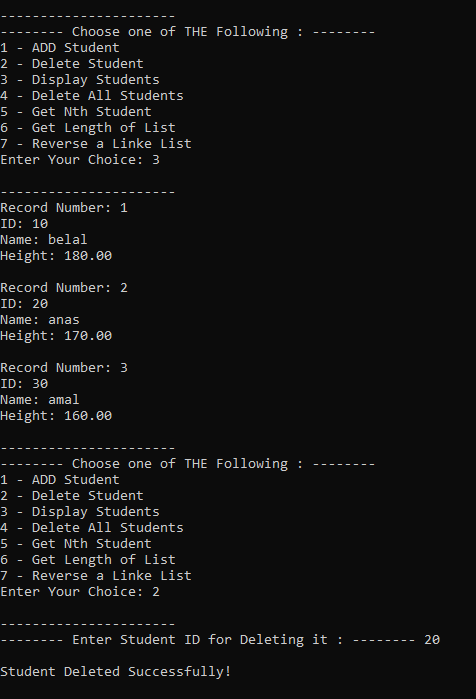 ----------------------
-------- Choose one of THE Following : --------
1 - ADD Student
2 - Delete Student
3 - Display Students
4 - Delete All Students
5 - Get Nth Student
6 - Get Length of List
7 - Reverse a Linke List
Enter Your Choice: 3
----------------------
Record Number: 1
ID: 10
Name: belal
Height: 180.00
Record Number: 2
ID: 20
Name: anas
Height: 170.00
Record Number: 3
ID: 30
Name: amal
Height: 160.00
----------------------
-------- Choose one of THE Following : --------
1 - ADD Student
2 - Delete Student
3 - Display Students
4 - Delete All Students
5 - Get Nth Student
6 - Get Length of List
7 - Reverse a Linke List
Enter Your Choice: 2
----------------------
-------- Enter Student ID for Deleting it : -------- 20
Student Deleted Successfully!